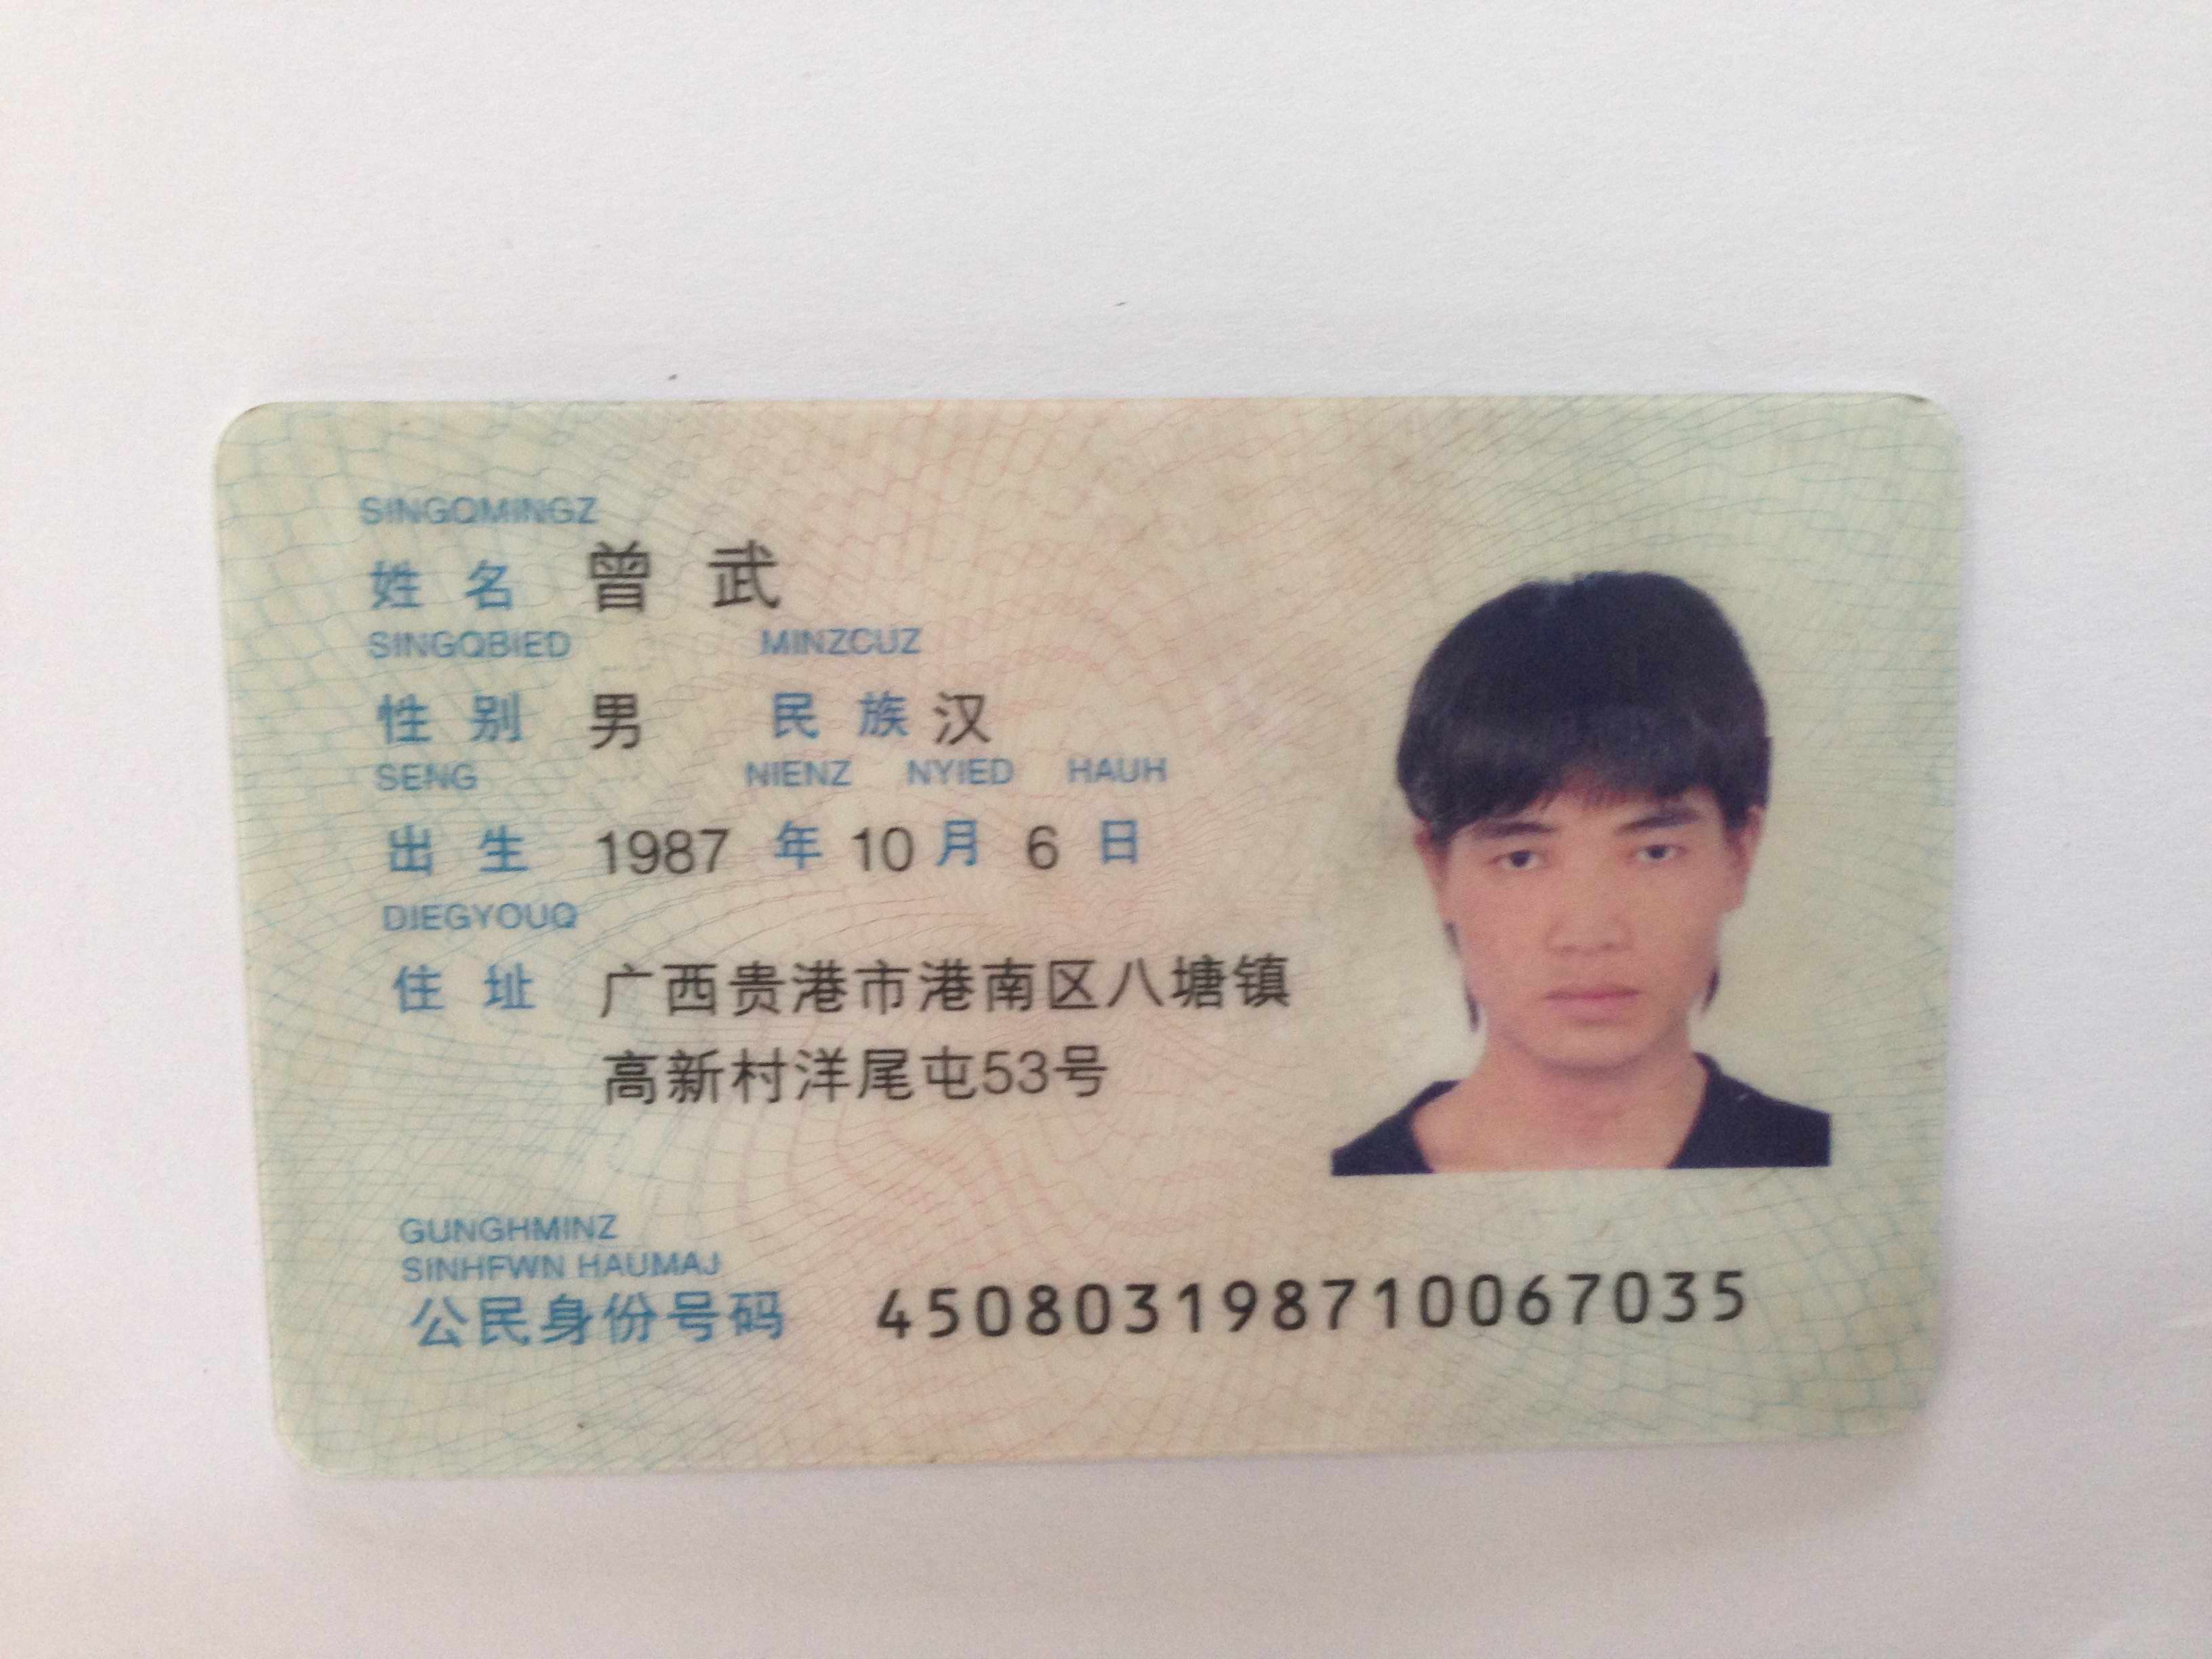 SINGQMINGZ
姓 名 曾 武
SINGQBIED MINZCUZ
性 别 男 民 族 汉
SENG NIENZ NYIED HAUH
出 生 1987 年 10 月 6 日
DIEGYOUQ
住 址 广西贵港市港南区八塘镇
高新村洋尾屯53号
GUNGHMINZ
SINHFWN HAUMAJ
公民身份号码 450803198710067035